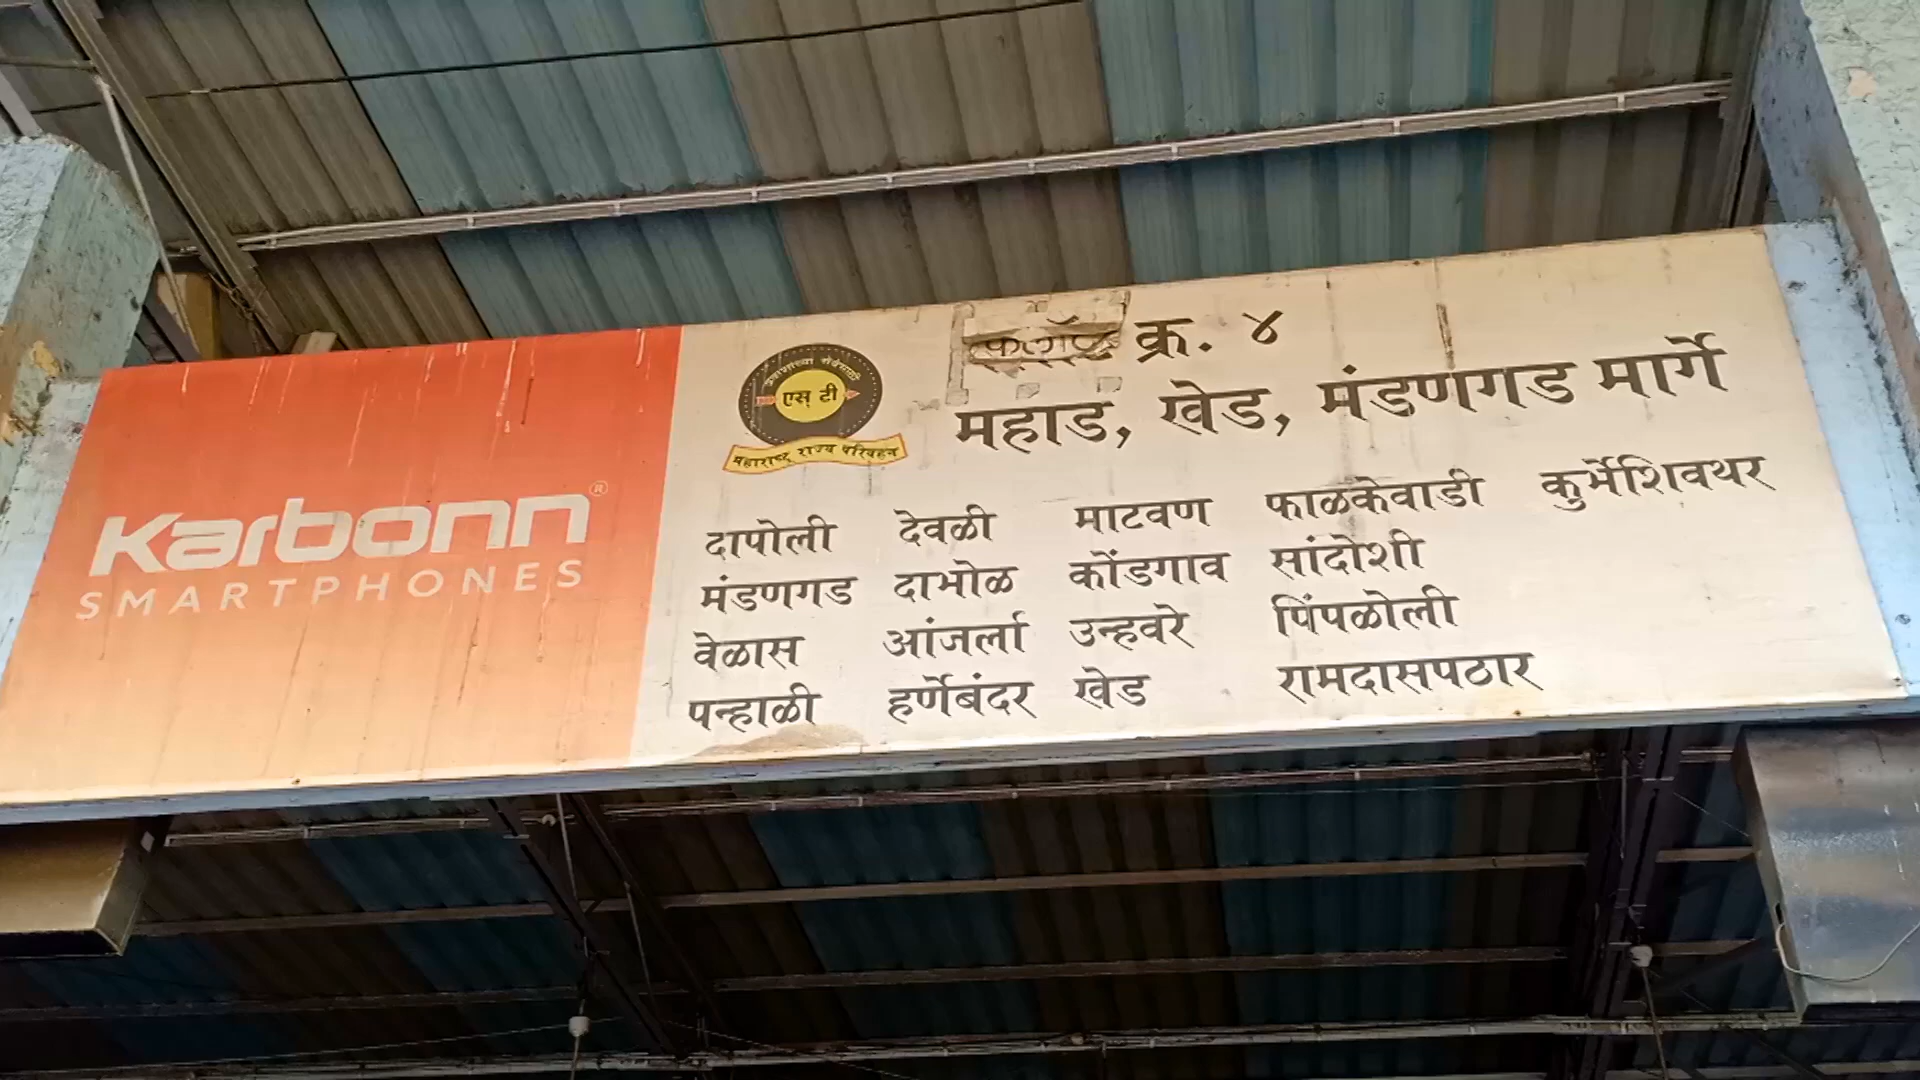 Karbonn®
SMARTPHONES
एस् टी
महाराष्ट्र राज्य परिवहन
क्र. ४
महाड, खेड, मंडणगड मार्गे
दापोली देवळी माटवण फाळकेवाडी कुर्भेशिवथर
मंडणगड दाभोळ कोंडगाव सांदोशी
वेळास आंजर्ला उन्हवरे पिंपळोली
पन्हाळी हर्णेबंदर खेड रामदासपठार